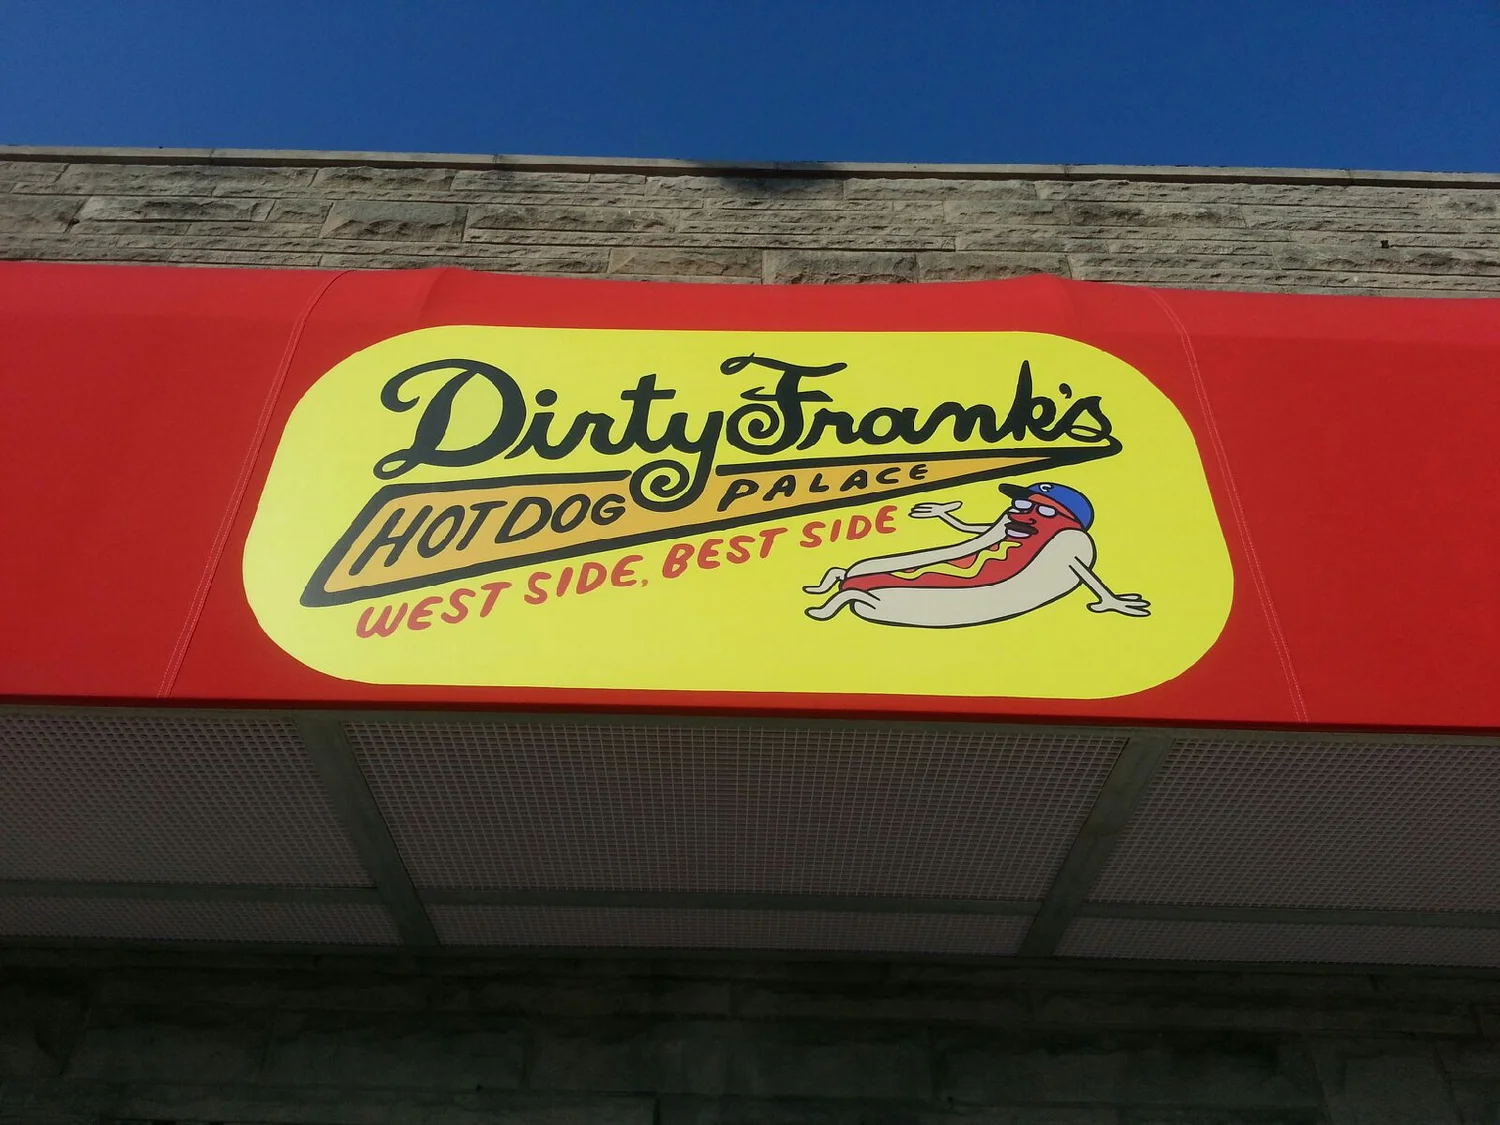 Dirty Frank's
HOT DOG PALACE
WEST SIDE, BEST SIDE
C